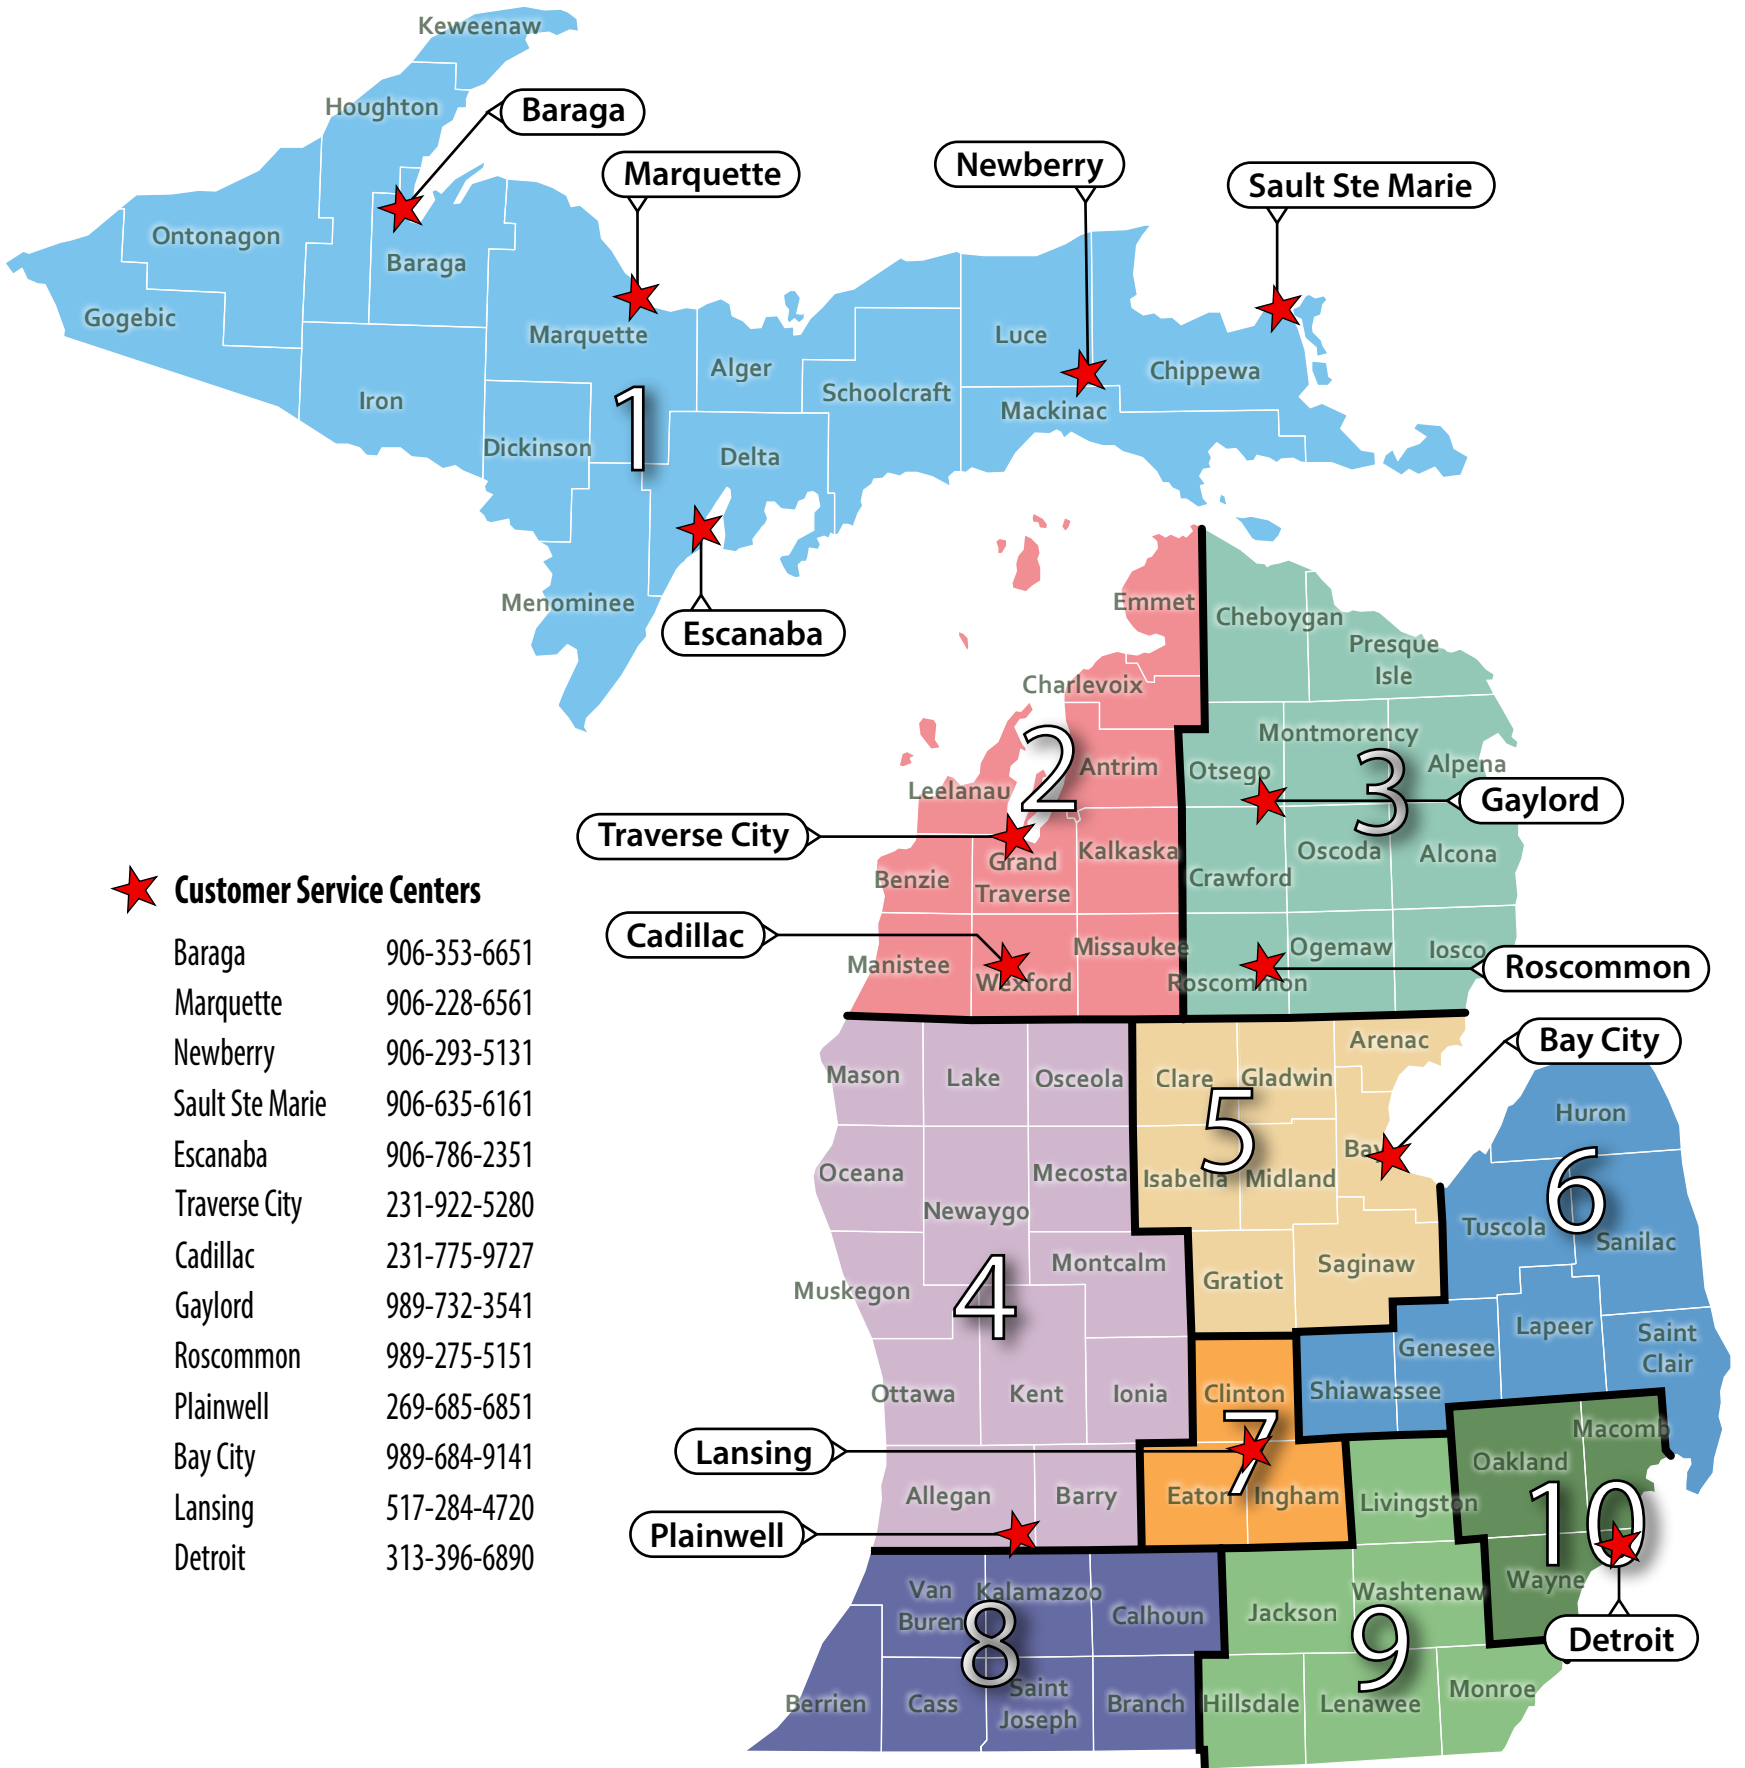 Keweenaw
Houghton
Baraga
Marquette
Newberry
Sault Ste Marie
Ontonagon
Baraga
Gogebic
Marquette
Luce
Alger
Chippewa
Iron
Schoolcraft
Mackinac
1
Dickinson
Delta
Menominee
Escanaba
Emmet
Cheboygan
Presque
Isle
Charlevoix
2
Antrim
Montmorency
3
Otsego
Alpena
Leelanau
Gaylord
Traverse City
Kalkaska
Oscoda
Alcona
Grand
Traverse
Benzie
Crawford
Cadillac
Missaukee
Ogemaw
Iosco
Manistee
Wexford
Roscommon
Roscommon
Customer Service Centers
Baraga 906-353-6651
Marquette 906-228-6561
Newberry 906-293-5131
Sault Ste Marie 906-635-6161
Escanaba 906-786-2351
Traverse City 231-922-5280
Cadillac 231-775-9727
Gaylord 989-732-3541
Roscommon 989-275-5151
Plainwell 269-685-6851
Bay City 989-684-9141
Lansing 517-284-4720
Detroit 313-396-6890
Arenac
Bay City
Mason
Lake
Osceola
Clare
Gladwin
5
Huron
Bay
Oceana
Mecosta
Isabella
Midland
6
Newaygo
Tuscola
Sanilac
Montcalm
Saginaw
Gratiot
Muskegon
4
Lapeer
Saint
Clair
Genesee
Ottawa
Kent
Ionia
Clinton
Shiawassee
7
Macomb
Lansing
Oakland
Allegan
Barry
Eaton
Ingham
Livingston
10
Plainwell
Wayne
Van
Buren
Kalamazoo
Calhoun
Jackson
Washtenaw
8
9
Detroit
Berrien
Cass
Saint
Joseph
Branch
Hillsdale
Lenawee
Monroe